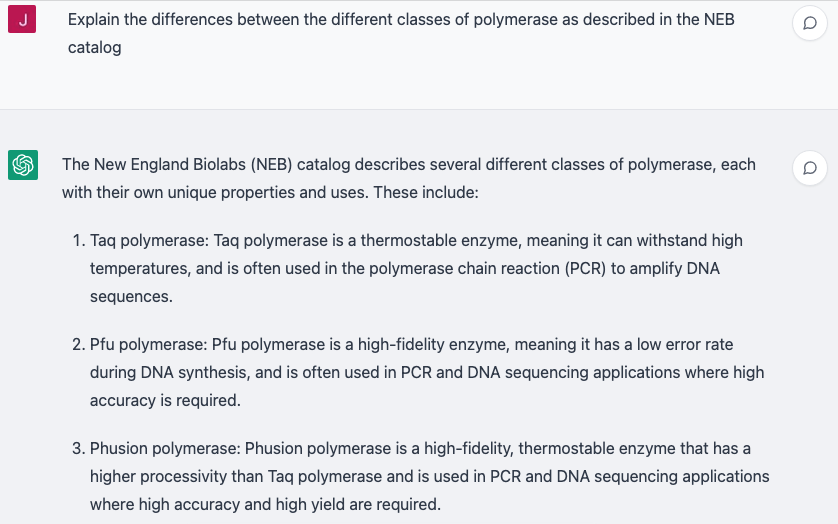 J
Explain the differences between the different classes of polymerase as described in the NEB
catalog
The New England Biolabs (NEB) catalog describes several different classes of polymerase, each
with their own unique properties and uses. These include:
1. Taq polymerase: Taq polymerase is a thermostable enzyme, meaning it can withstand high
temperatures, and is often used in the polymerase chain reaction (PCR) to amplify DNA
sequences.
2. Pfu polymerase: Pfu polymerase is a high-fidelity enzyme, meaning it has a low error rate
during DNA synthesis, and is often used in PCR and DNA sequencing applications where high
accuracy is required.
3. Phusion polymerase: Phusion polymerase is a high-fidelity, thermostable enzyme that has a
higher processivity than Taq polymerase and is used in PCR and DNA sequencing applications
where high accuracy and high yield are required.